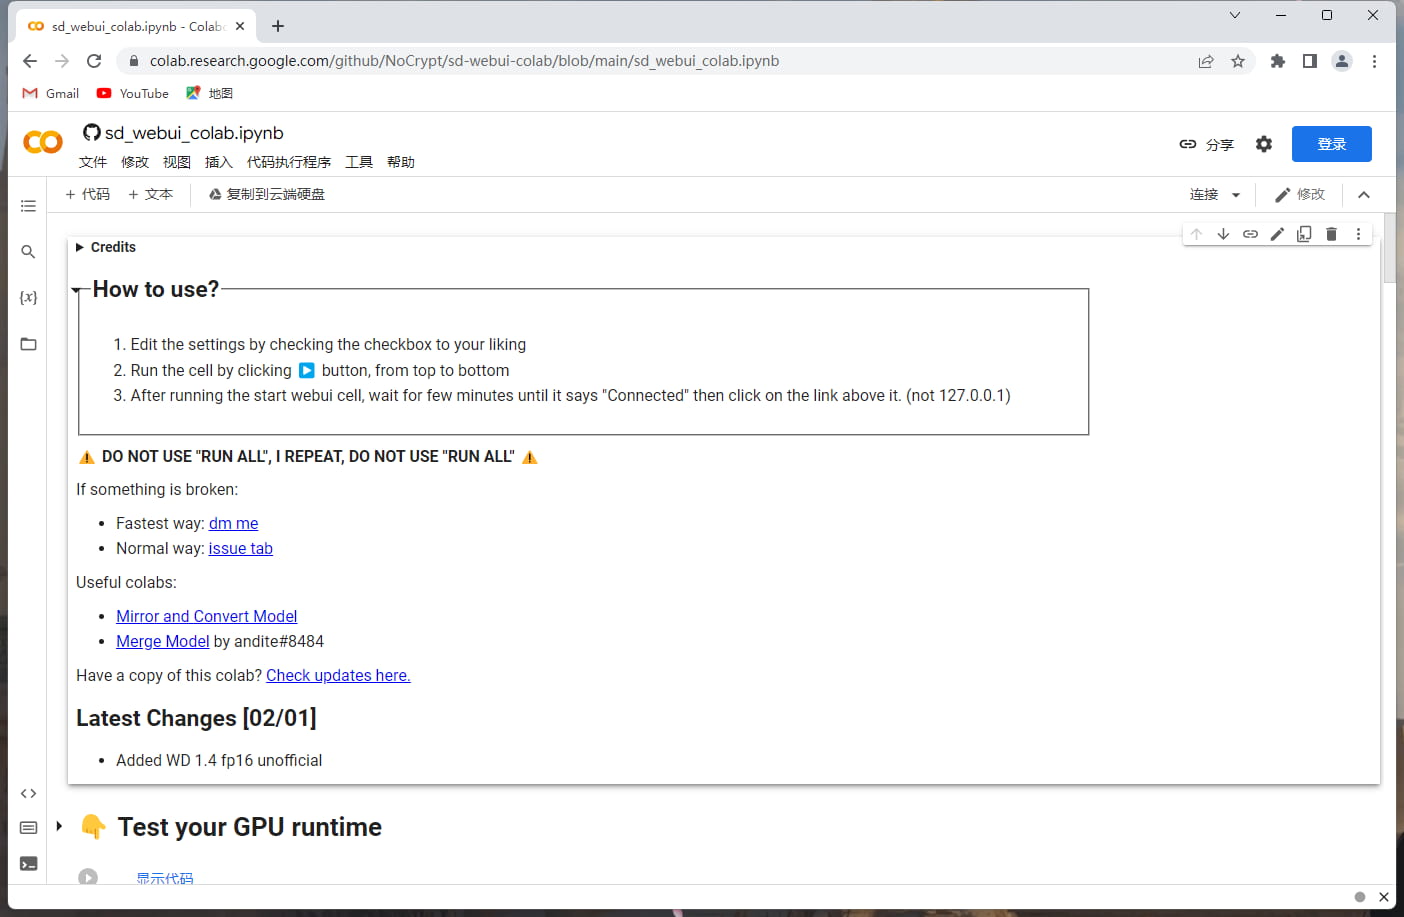 sd_webui_colab.ipynb - Colab
colab.research.google.com/github/NoCrypt/sd-webui-colab/blob/main/sd_webui_colab.ipynb
Gmail YouTube 地图
sd_webui_colab.ipynb
分享 登录
文件 修改 视图 插入 代码执行程序 工具 帮助
+ 代码 + 文本 复制到云端硬盘 连接 修改
Credits
{x}
How to use?
1. Edit the settings by checking the checkbox to your liking
2. Run the cell by clicking ▶️ button, from top to bottom
3. After running the start webui cell, wait for few minutes until it says "Connected" then click on the link above it. (not 127.0.0.1)
⚠️ DO NOT USE "RUN ALL", I REPEAT, DO NOT USE "RUN ALL" ⚠️
If something is broken:
• Fastest way: dm me
• Normal way: issue tab
Useful colabs:
• Mirror and Convert Model
• Merge Model by andite#8484
Have a copy of this colab? Check updates here.
Latest Changes [02/01]
• Added WD 1.4 fp16 unofficial
👇 Test your GPU runtime
显示代码